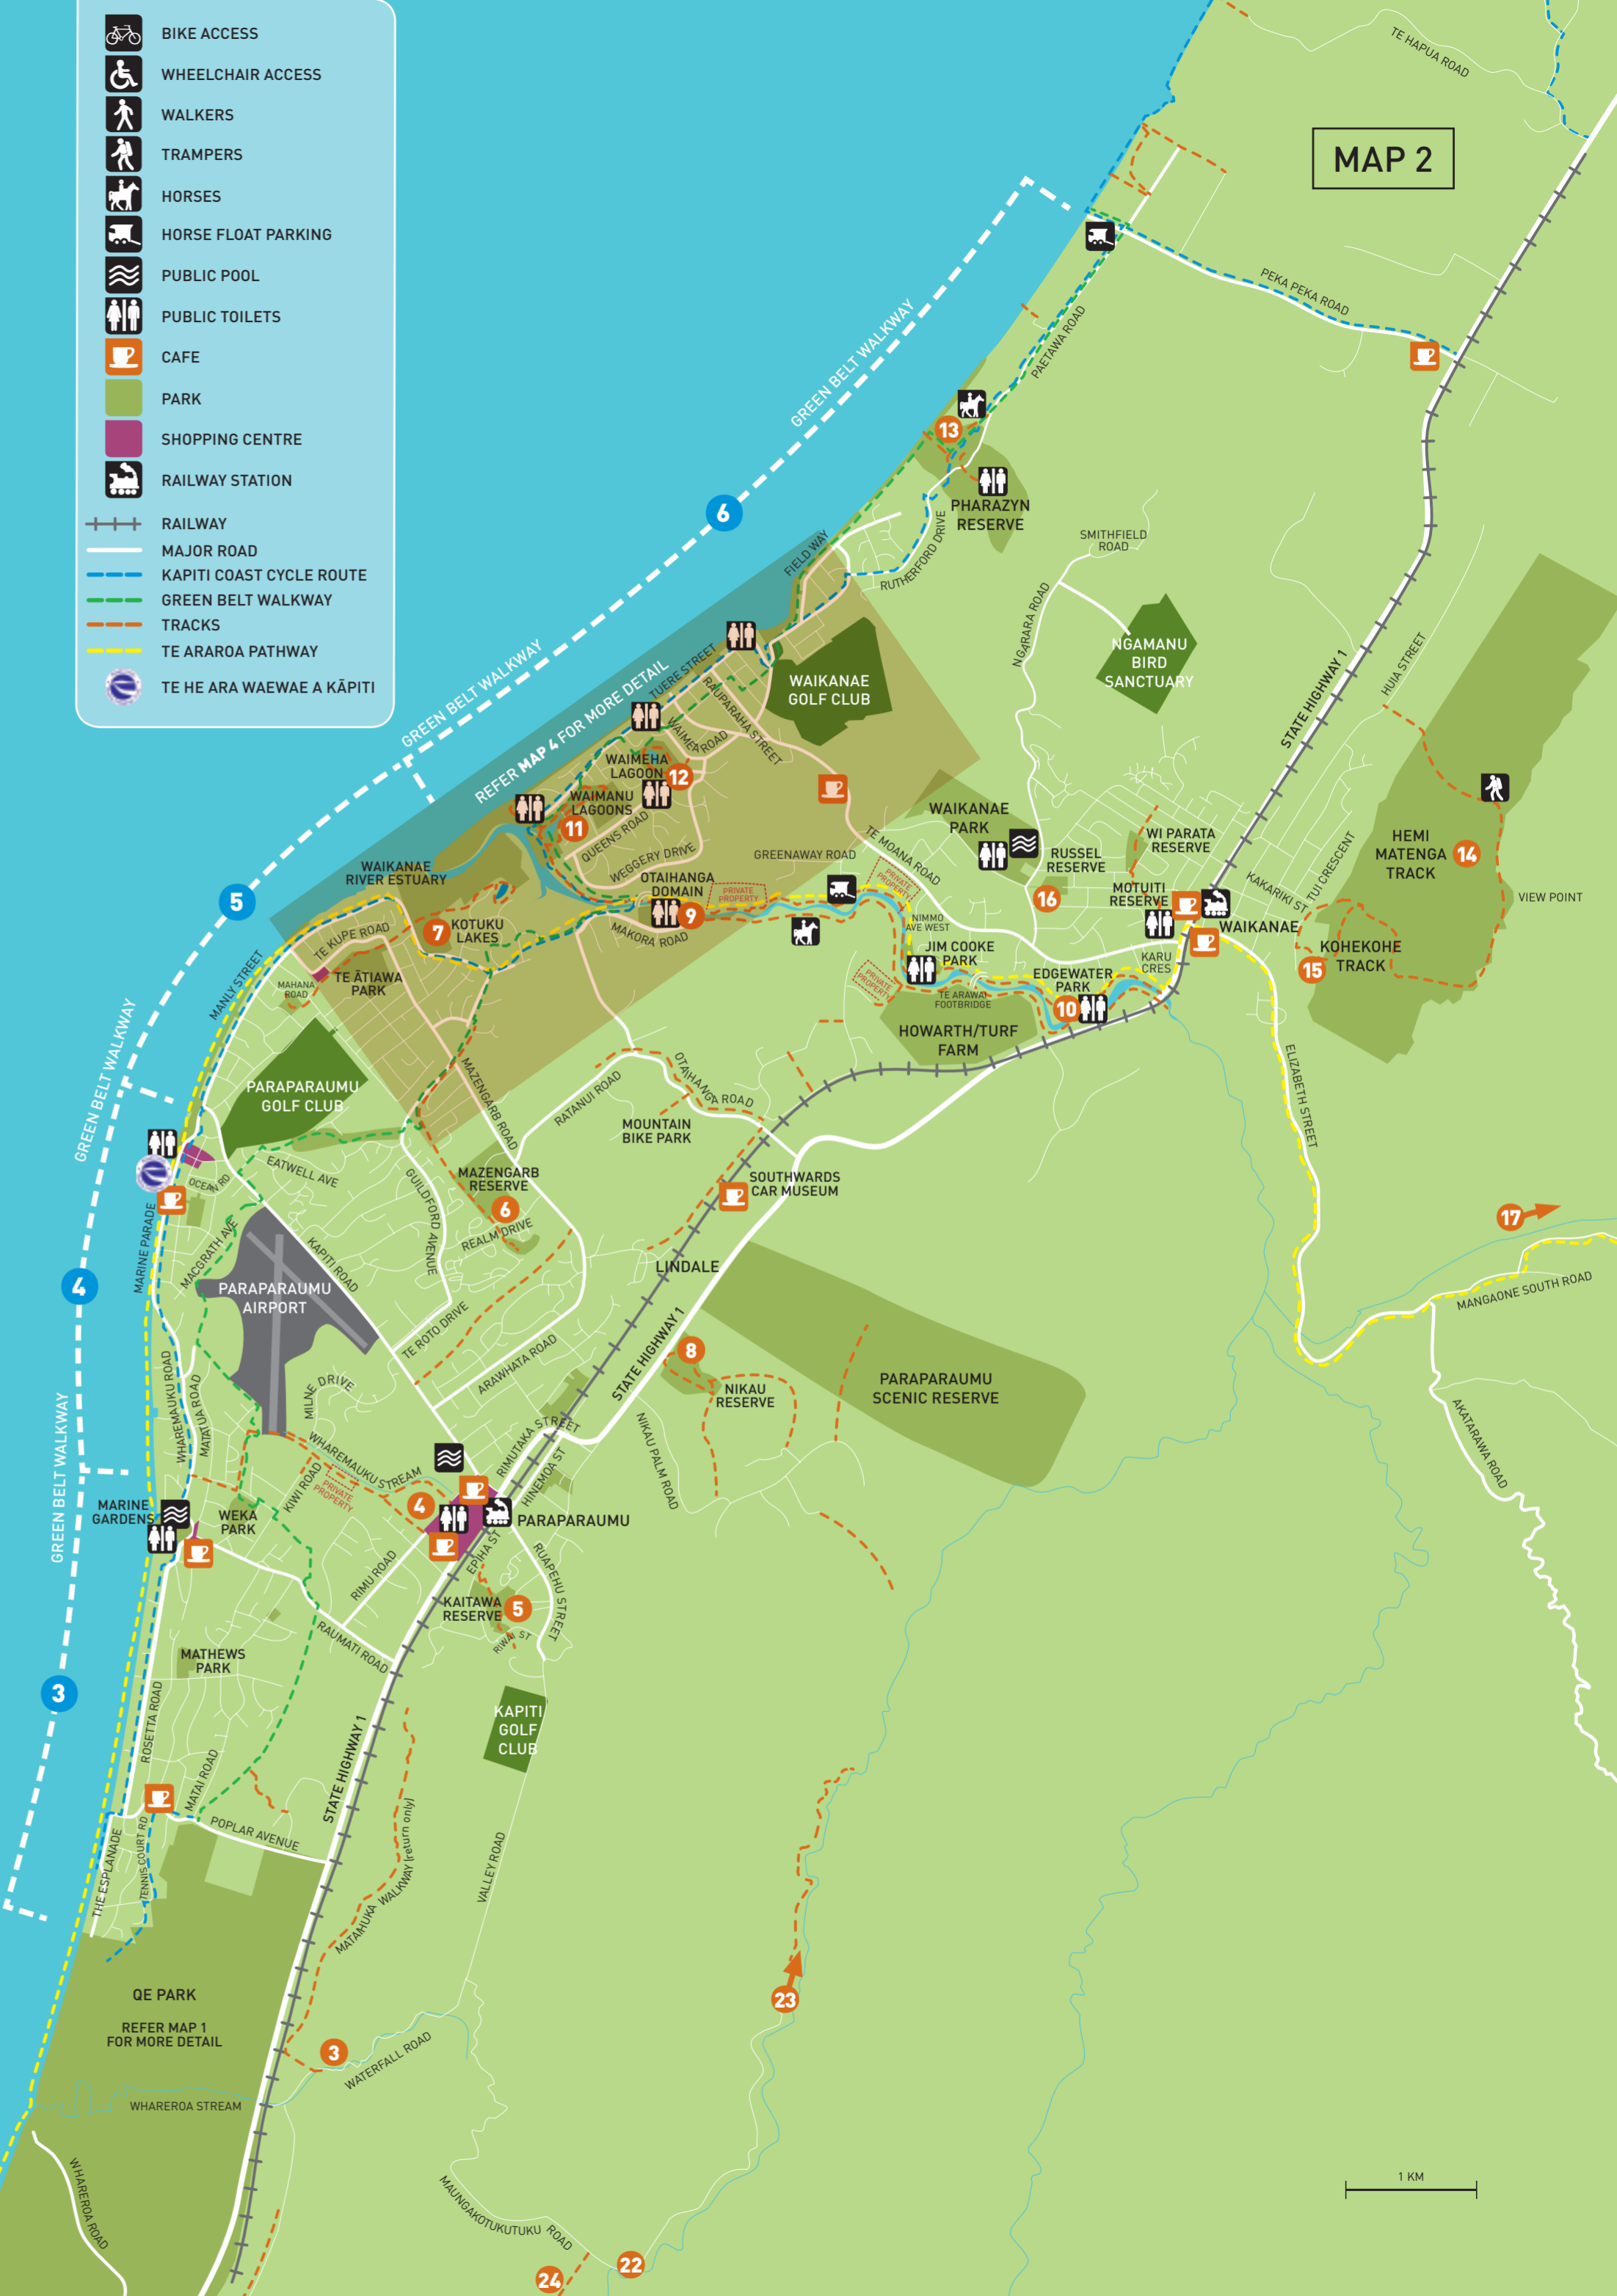 BIKE ACCESS
WHEELCHAIR ACCESS
WALKERS
TRAMPERS
HORSES
HORSE FLOAT PARKING
PUBLIC POOL
PUBLIC TOILETS
CAFE
PARK
SHOPPING CENTRE
RAILWAY STATION
RAILWAY
MAJOR ROAD
KAPITI COAST CYCLE ROUTE
GREEN BELT WALKWAY
TRACKS
TE ARAROA PATHWAY
TE HE ARA WAEWAE A KĀPITI
MAP 2
TE HAPUA ROAD
PEKA PEKA ROAD
PAETAWA ROAD
GREEN BELT WALKWAY
6
13
PHARAZYN
RESERVE
RUTHERFORD DRIVE
FIELD WAY
SMITHFIELD
ROAD
NGARARA ROAD
NGAMANU
BIRD
SANCTUARY
STATE HIGHWAY 1
HUIA STREET
GREEN BELT WALKWAY
REFER MAP 4 FOR MORE DETAIL
TUERE STREET
RAUPARAHA STREET
WAIMEA ROAD
WAIKANAE
GOLF CLUB
WAIMEHA
LAGOON
12
WAIMANU
LAGOONS
11
QUEENS ROAD
WEGGERY DRIVE
WAIKANAE
PARK
TE MOANA ROAD
GREENAWAY ROAD
WI PARATA
RESERVE
RUSSEL
RESERVE
16
MOTUITI
RESERVE
KAKARIKI ST
TUI CRESCENT
HEMI
MATENGA
TRACK
14
VIEW POINT
WAIKANAE
RIVER ESTUARY
OTAIHANGA
DOMAIN
9
PRIVATE
PROPERTY
PRIVATE
PROPERTY
5
7
KOTUKU
LAKES
TE KUPE ROAD
MAKORA ROAD
NIMMO
AVE WEST
JIM COOKE
PARK
WAIKANAE
KARU
CRES
KOHEKOHE
TRACK
15
TE ĀTIAWA
PARK
MAHANA
ROAD
MANLY STREET
PRIVATE
PROPERTY
TE ARAWAI
FOOTBRIDGE
EDGEWATER
PARK
10
HOWARTH/TURF
FARM
ELIZABETH STREET
GREEN BELT WALKWAY
PARAPARAUMU
GOLF CLUB
MAZENGARB ROAD
RATANUI ROAD
OTAIHANGA ROAD
MOUNTAIN
BIKE PARK
EATWELL AVE
OCEAN RD
GUILDFORD AVENUE
MAZENGARB
RESERVE
6
REALM DRIVE
SOUTHWARDS
CAR MUSEUM
17
MARINE PARADE
MACGRATH AVE
KAPITI ROAD
LINDALE
4
PARAPARAUMU
AIRPORT
MANGAONE SOUTH ROAD
TE ROTO DRIVE
ARAWHATA ROAD
STATE HIGHWAY 1
8
NIKAU
RESERVE
PARAPARAUMU
SCENIC RESERVE
WHAREMAUKU ROAD
MATATUA ROAD
MILNE DRIVE
AKATARAWA ROAD
GREEN BELT WALKWAY
WHAREMAUKU STREAM
RIMUTAKA STREET
HINEMOA ST
NIKAU PALM ROAD
KIWI ROAD
PRIVATE
PROPERTY
4
MARINE
GARDENS
WEKA
PARK
PARAPARAUMU
EPIHA ST
RUAPEHU STREET
RIMU ROAD
KAITAWA
RESERVE
5
RIWAI ST
RAUMATI ROAD
MATHEWS
PARK
3
ROSETTA ROAD
KAPITI
GOLF
CLUB
STATE HIGHWAY 1
MATAI ROAD
POPLAR AVENUE
THE ESPLANADE
TENNIS COURT RD
MATAIHUKA WALKWAY (return only)
VALLEY ROAD
QE PARK
REFER MAP 1
FOR MORE DETAIL
23
3
WATERFALL ROAD
WHAREROA STREAM
WHAREROA ROAD
MAUNGAKOTUKUTUKU ROAD
1 KM
22
24